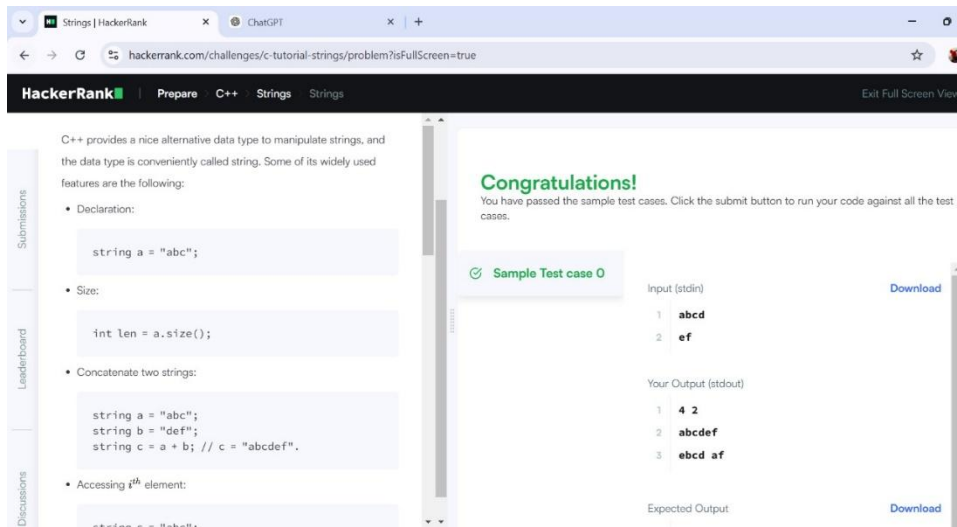 Strings | HackerRank
ChatGPT
hackerrank.com/challenges/c-tutorial-strings/problem?isFullScreen=true
HackerRank
Prepare
C++
Strings
Strings
Exit Full Screen View
Submissions
Leaderboard
Discussions
C++ provides a nice alternative data type to manipulate strings, and
the data type is conveniently called string. Some of its widely used
features are the following:
• Declaration:
string a = "abc";
• Size:
int len = a.size();
• Concatenate two strings:
string a = "abc";
string b = "def";
string c = a + b; // c = "abcdef".
• Accessing iᵗʰ element:
Congratulations!
You have passed the sample test cases. Click the submit button to run your code against all the test
cases.
Sample Test case 0
Input (stdin)
Download
1 abcd
2 ef
Your Output (stdout)
1 4 2
2 abcdef
3 ebcd af
Expected Output
Download